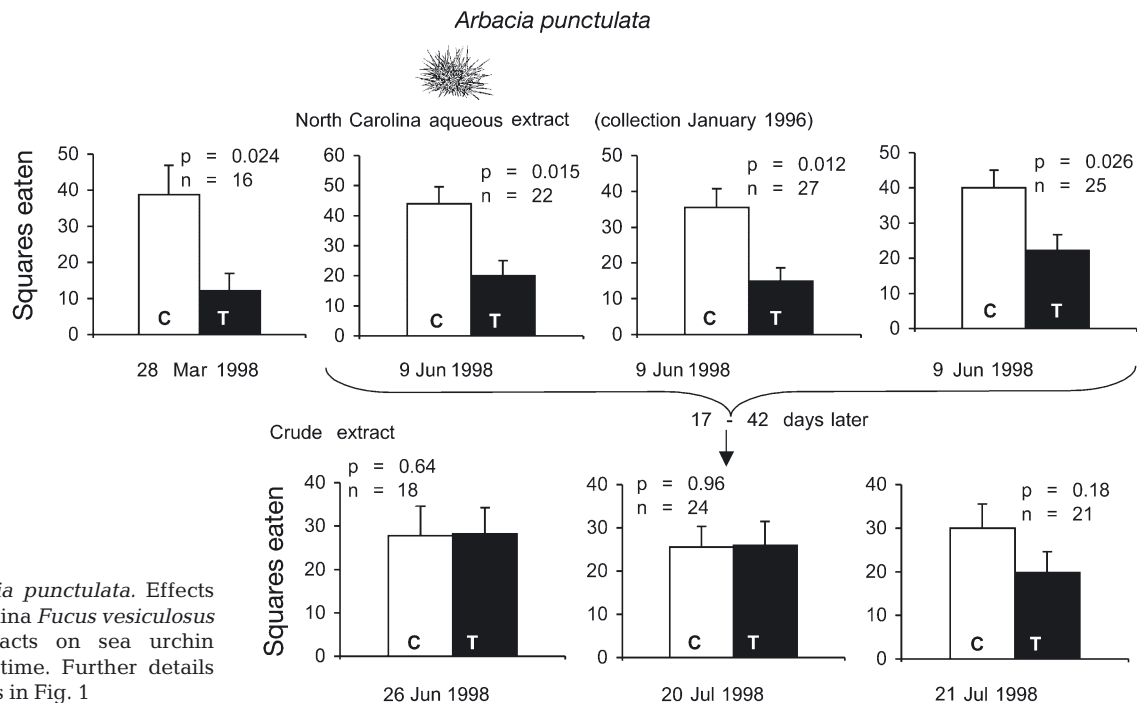 Arbacia punctulata
North Carolina aqueous extract (collection January 1996)
Squares eaten
50
40
30
20
10
0
p = 0.024
n = 16
C T
28 Mar 1998
60
50
40
30
20
10
0
p = 0.015
n = 22
C T
9 Jun 1998
50
40
30
20
10
0
p = 0.012
n = 27
C T
9 Jun 1998
50
40
30
20
10
0
p = 0.026
n = 25
C T
9 Jun 1998
17 - 42 days later
Crude extract
Squares eaten
40
30
20
10
0
p = 0.64
n = 18
C T
26 Jun 1998
40
30
20
10
0
p = 0.96
n = 24
C T
20 Jul 1998
40
30
20
10
0
p = 0.18
n = 21
C T
21 Jul 1998
punctulata. Effects
Fucus vesiculosus
on sea urchin
time. Further details
in Fig. 1